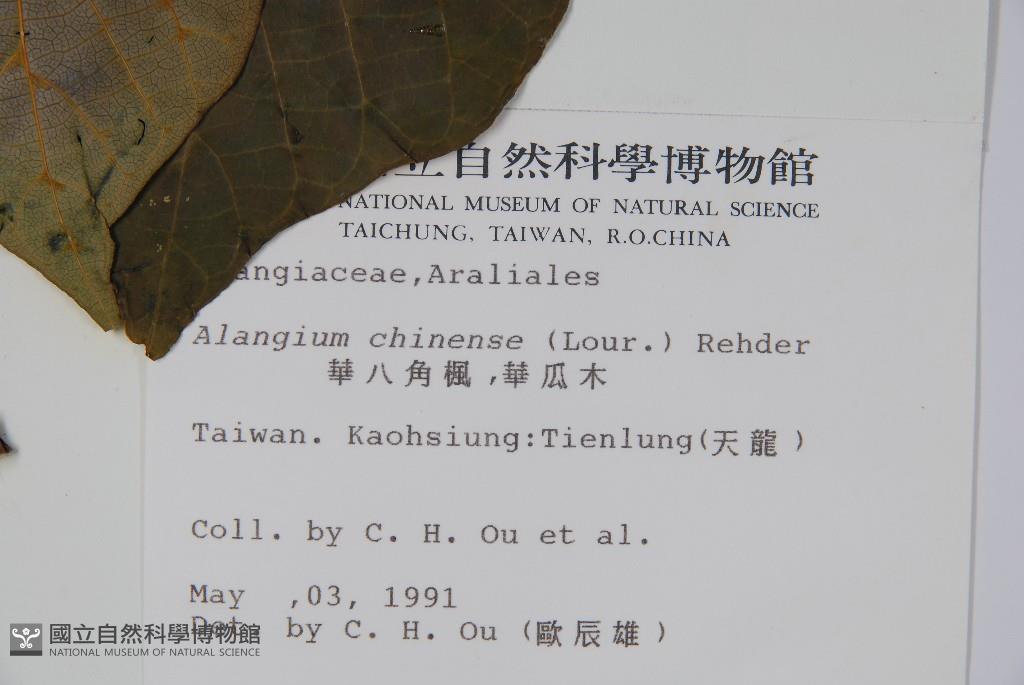 立自然科學博物館
NATIONAL MUSEUM OF NATURAL SCIENCE
TAICHUNG, TAIWAN, R.O.CHINA
angiaceae,Araliales
Alangium chinense (Lour.) Rehder
華八角楓,華瓜木
Taiwan. Kaohsiung:Tienlung(天龍)
Coll. by C. H. Ou et al.
May ,03, 1991
Det. by C. H. Ou (歐辰雄)
國立自然科學博物館
NATIONAL MUSEUM OF NATURAL SCIENCE